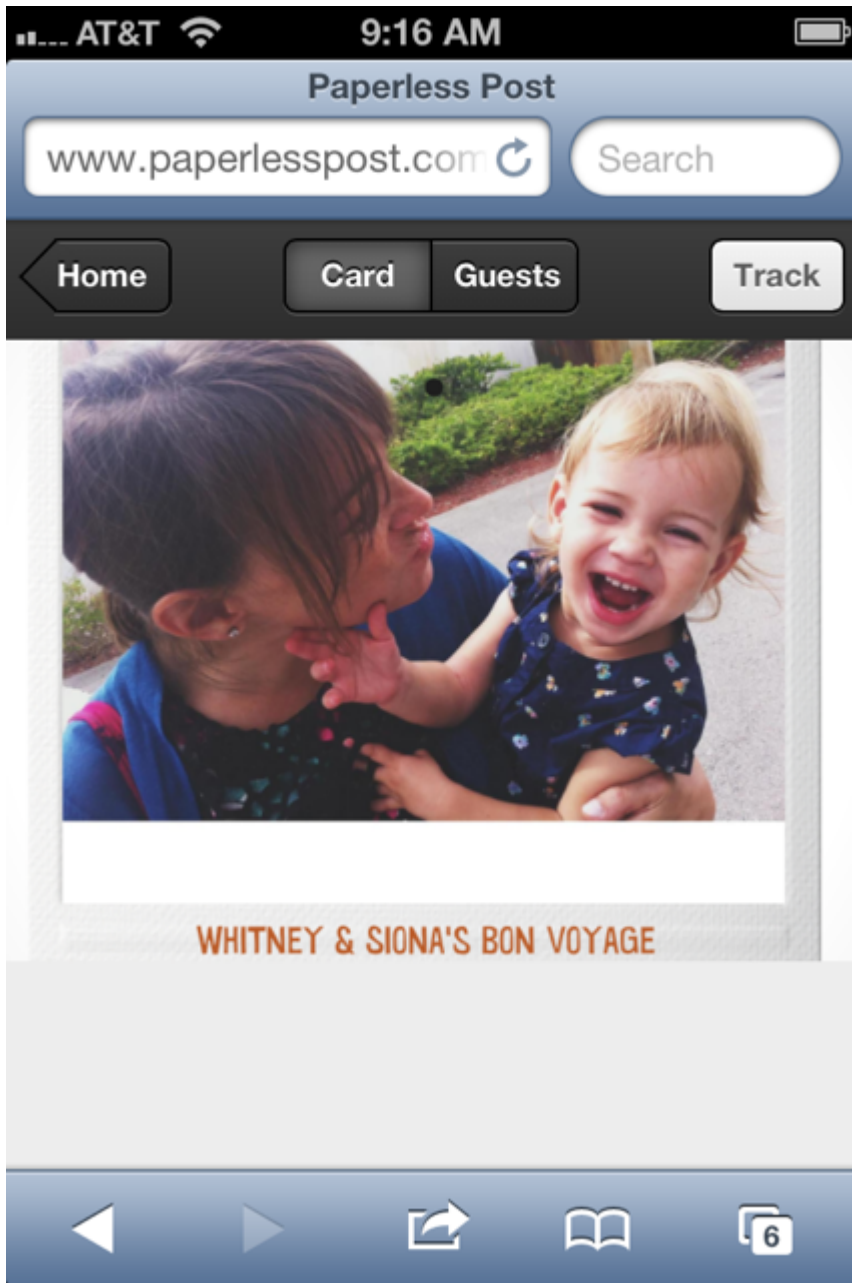 AT&T 9:16 AM
Paperless Post
www.paperlesspost.com Search
Home Card Guests Track
WHITNEY & SIONA'S BON VOYAGE
6